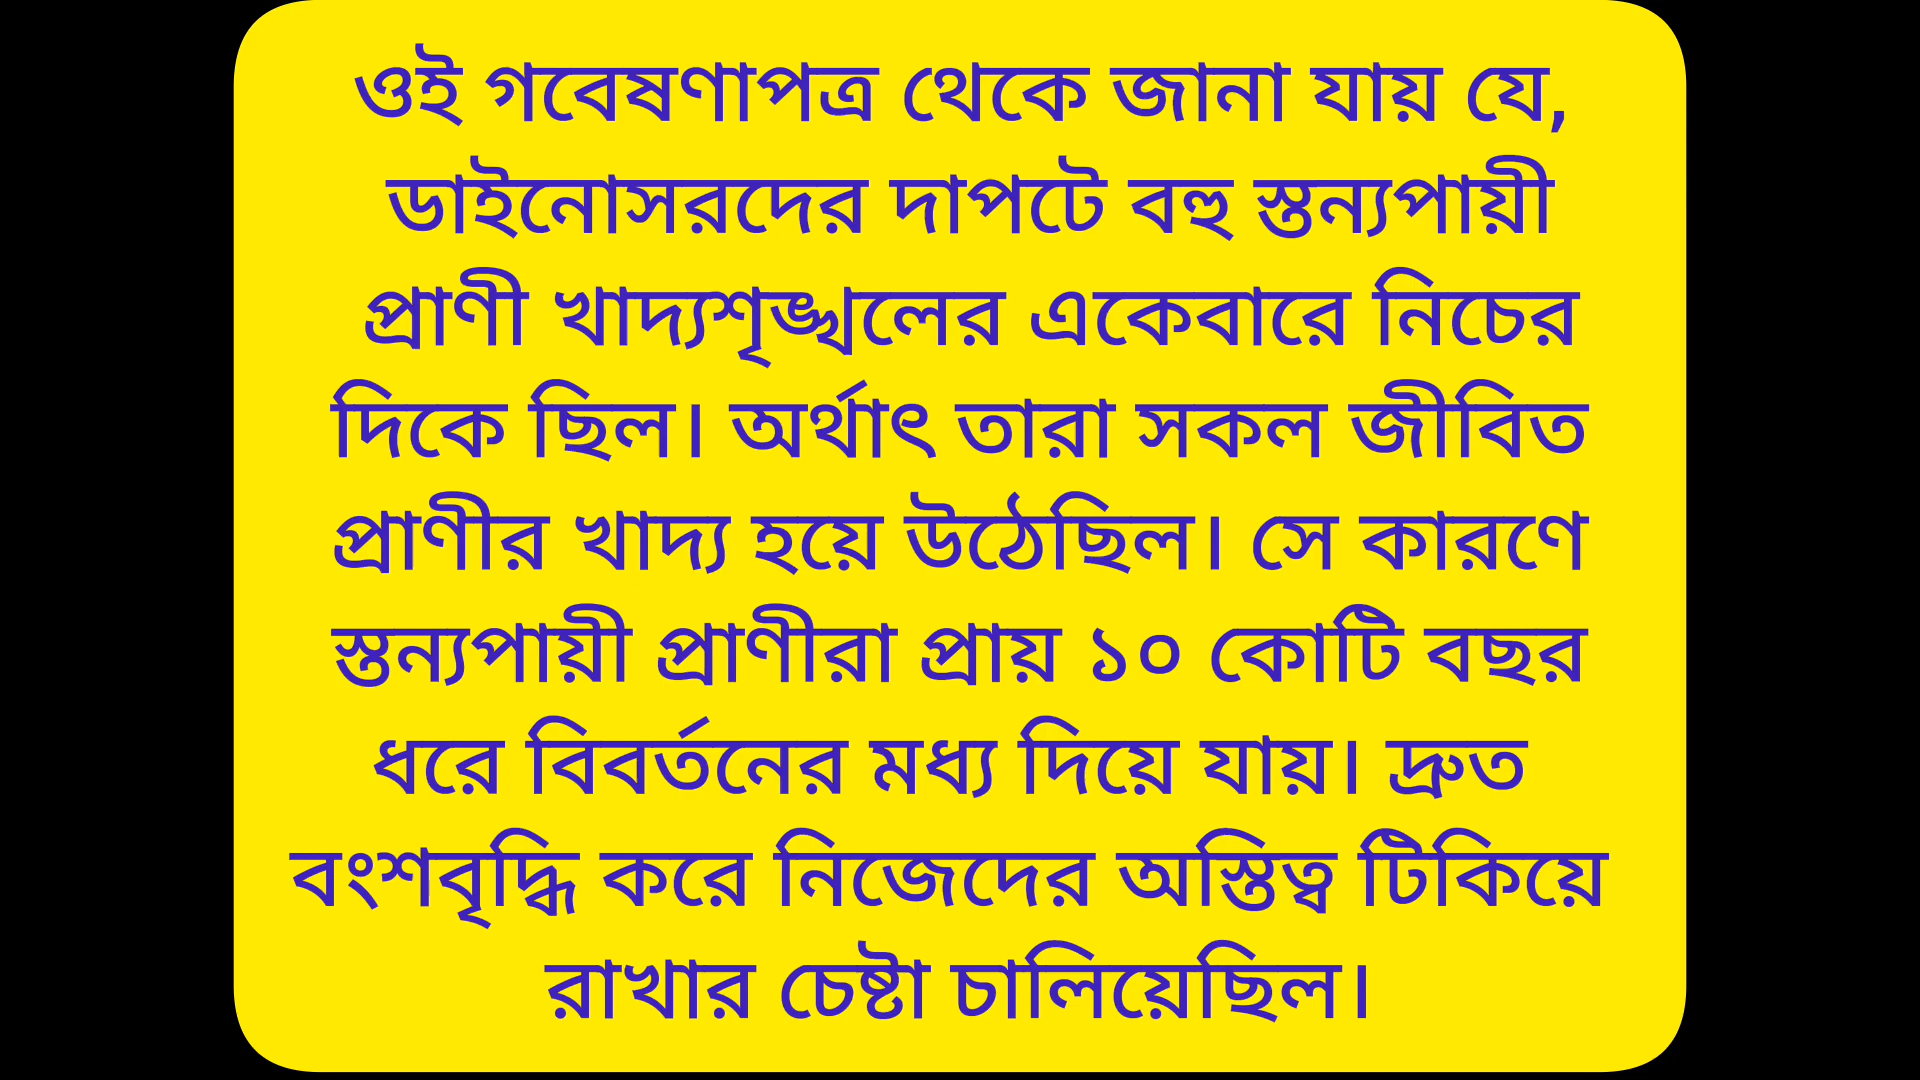 ওই গবেষণাপত্র থেকে জানা যায় যে,
ডাইনোসরদের দাপটে বহু স্তন্যপায়ী
প্রাণী খাদ্যশৃঙ্খলের একেবারে নিচের
দিকে ছিল। অর্থাৎ তারা সকল জীবিত
প্রাণীর খাদ্য হয়ে উঠেছিল। সে কারণে
স্তন্যপায়ী প্রাণীরা প্রায় ১০ কোটি বছর
ধরে বিবর্তনের মধ্য দিয়ে যায়। দ্রুত
বংশবৃদ্ধি করে নিজেদের অস্তিত্ব টিকিয়ে
রাখার চেষ্টা চালিয়েছিল।